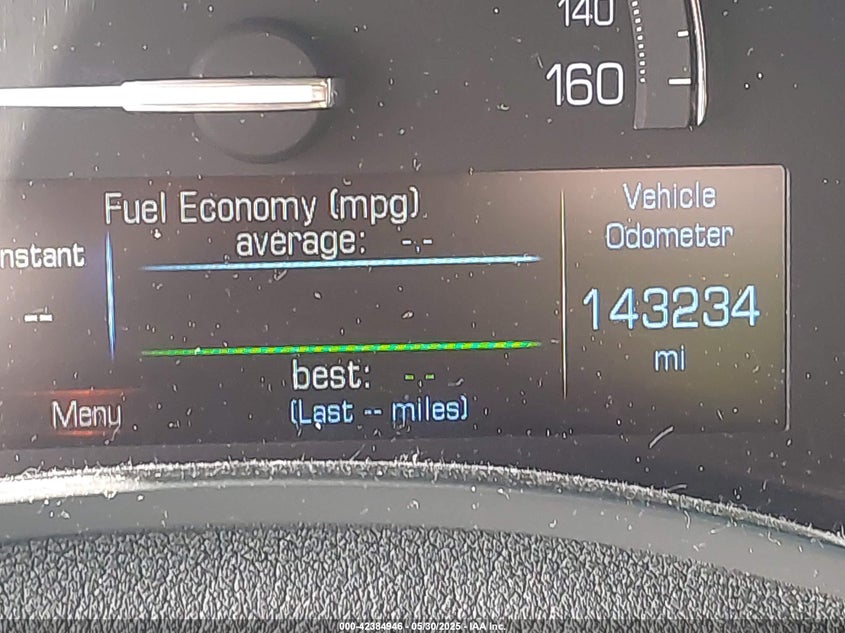 140
160
Fuel Economy (mpg)
average: -.-
nstant
--
best: -.-
(Last -- miles)
Menu
Vehicle
Odometer
143234
mi
000-42384946 - 05/30/2025 - IAA Inc.